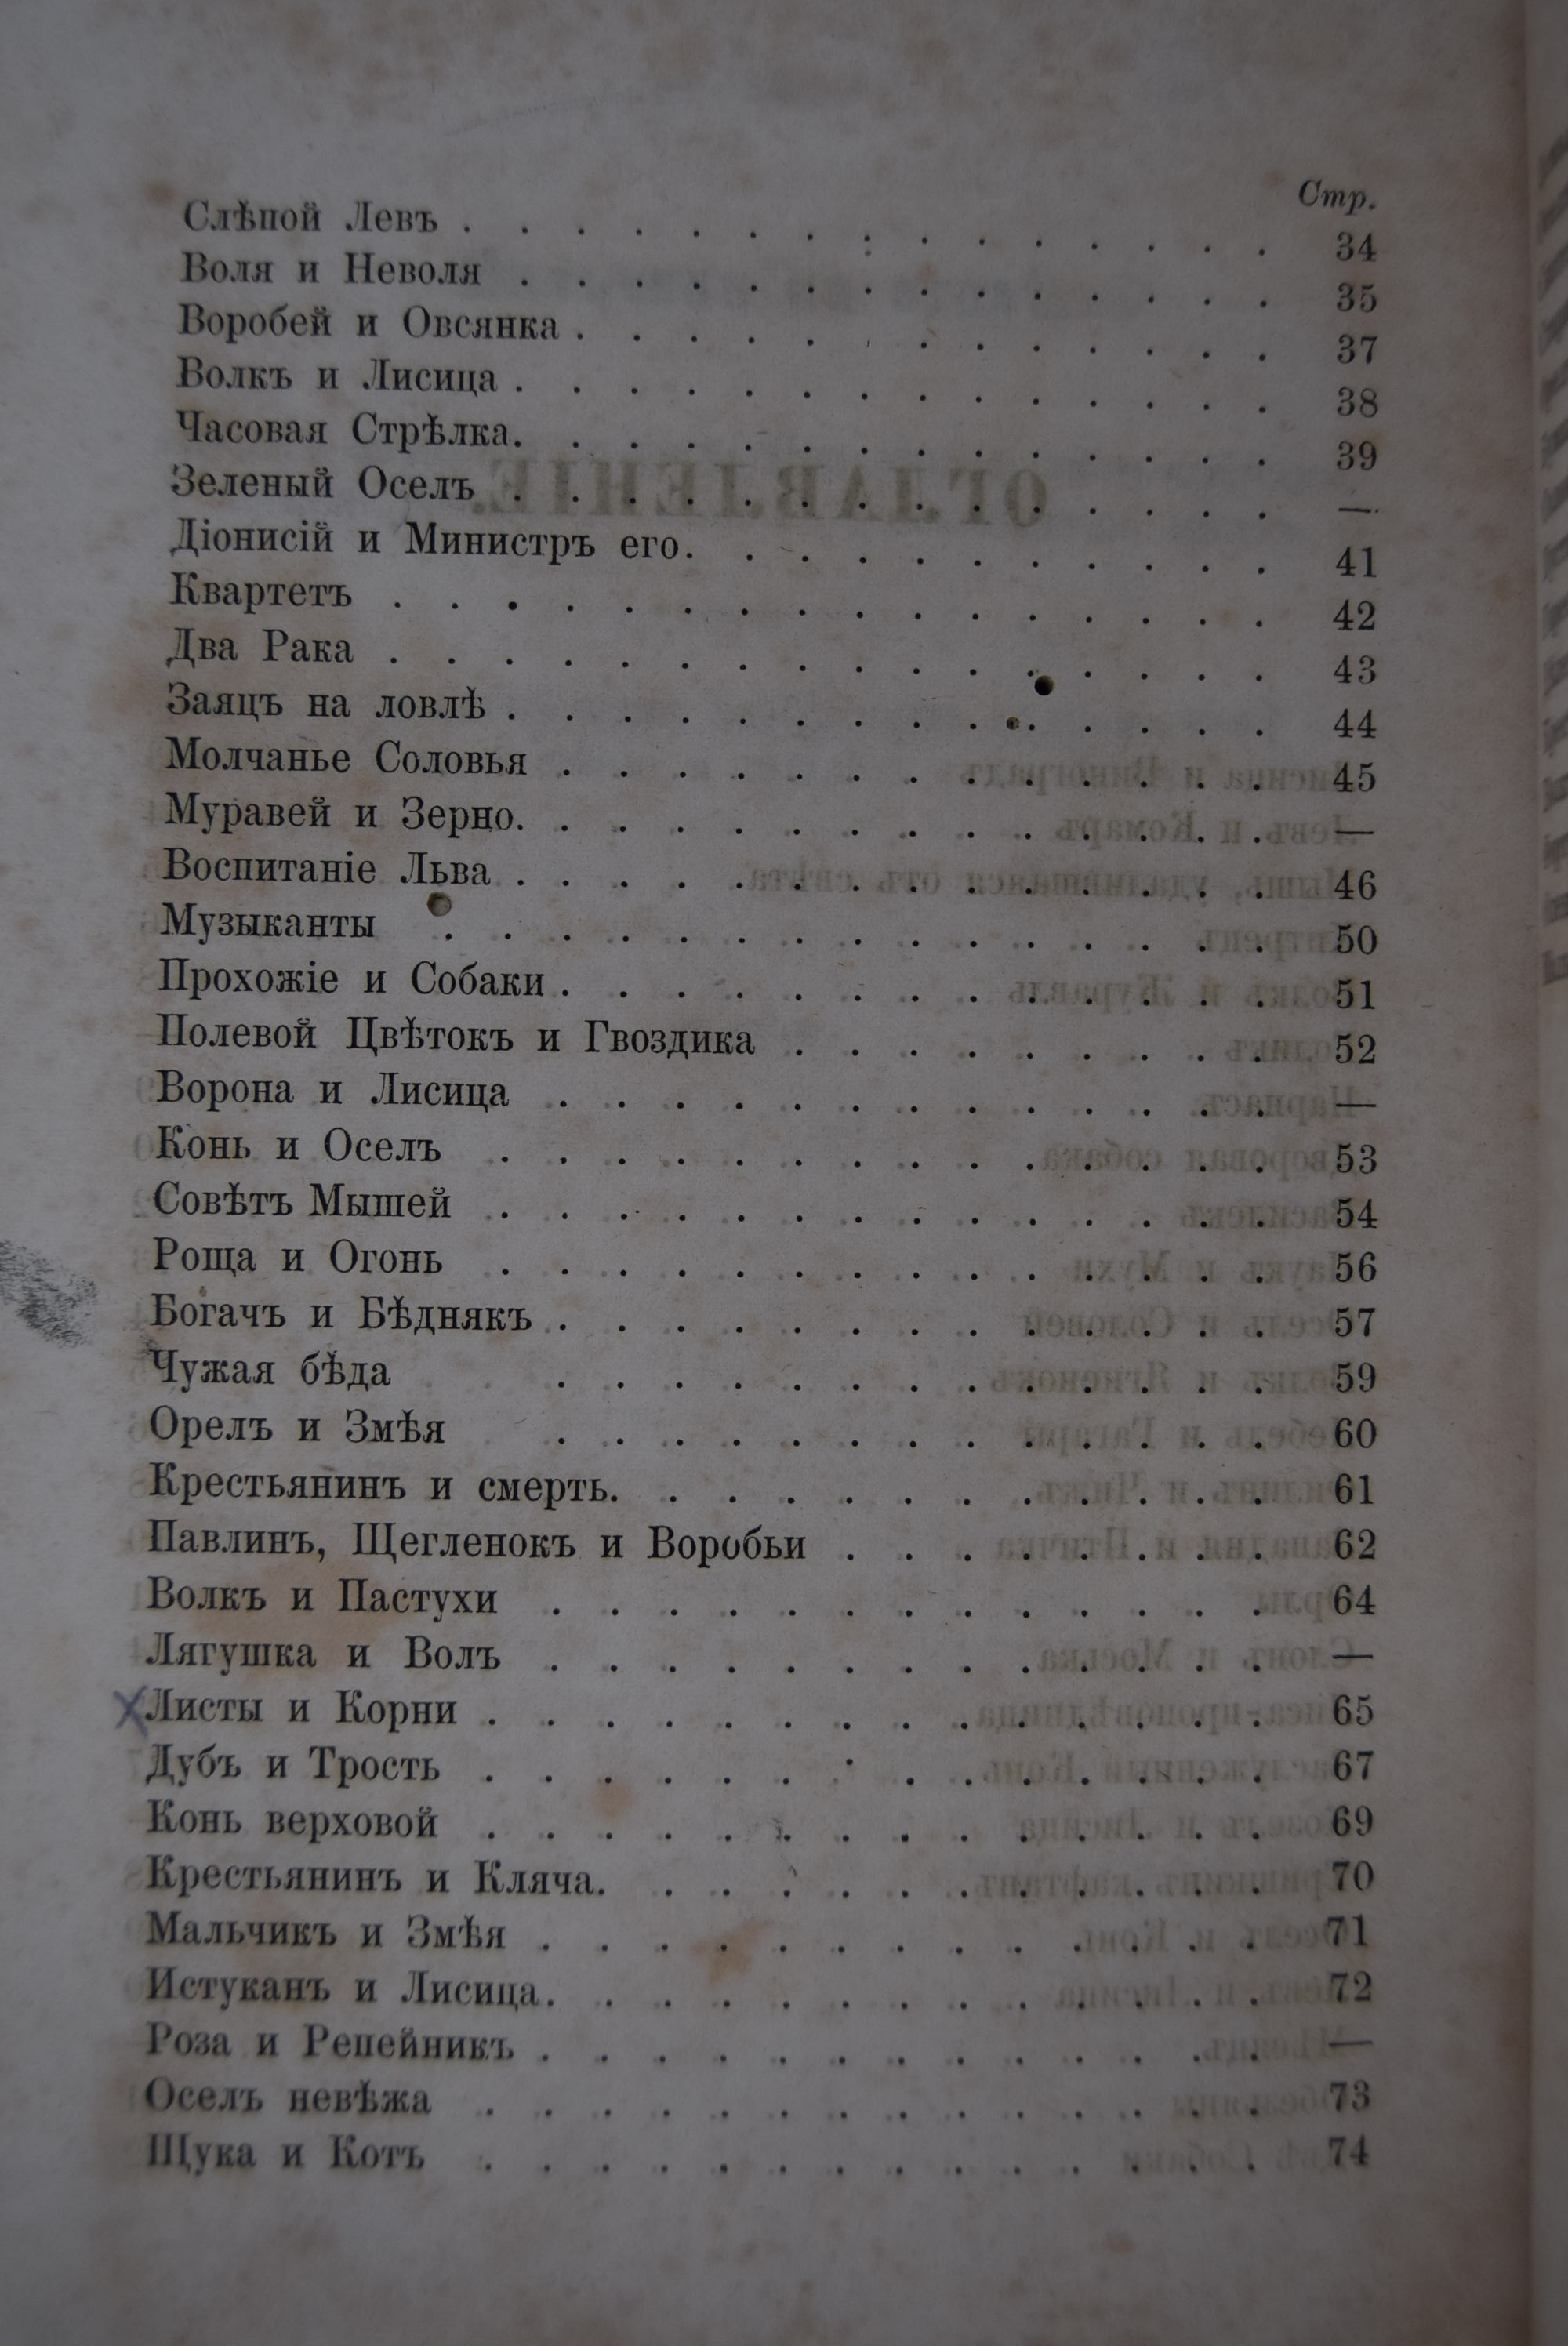 Стр.
Слѣпой Левъ . . . . . . . . . . . . . . . 34
Воля и Неволя . . . . . . . . . . . . . . 35
Воробей и Овсянка . . . . . . . . . . . . . 37
Волкъ и Лисица . . . . . . . . . . . . . . 38
Часовая Стрѣлка. . . . . . . . . . . . . . 39
Зеленый Оселъ . . . . . . . . . . . . . . —
Діонисій и Министръ его. . . . . . . . . . . 41
Квартетъ . . . . . . . . . . . . . . . . 42
Два Рака . . . . . . . . . . . . . . . . 43
Заяцъ на ловлѣ . . . . . . . . . . . . . . 44
Молчанье Соловья . . . . . . . . . . . . . 45
Муравей и Зерно. . . . . . . . . . . . . . —
Воспитаніе Льва . . . . . . . . . . . . . . 46
Музыканты . . . . . . . . . . . . . . . 50
Прохожіе и Собаки . . . . . . . . . . . . . 51
Полевой Цвѣтокъ и Гвоздика . . . . . . . . . 52
Ворона и Лисица . . . . . . . . . . . . . —
Конь и Оселъ . . . . . . . . . . . . . . 53
Совѣтъ Мышей . . . . . . . . . . . . . . 54
Роща и Огонь . . . . . . . . . . . . . . 56
Богачъ и Бѣднякъ . . . . . . . . . . . . . 57
Чужая бѣда . . . . . . . . . . . . . 59
Орелъ и Змѣя . . . . . . . . . . . . . 60
Крестьянинъ и смерть. . . . . . . . . . . . 61
Павлинъ, Щегленокъ и Воробьи . . . . . . . . 62
Волкъ и Пастухи . . . . . . . . . . . . . 64
Лягушка и Волъ . . . . . . . . . . . . . —
Листы и Корни . . . . . . . . . . . . . . 65
Дубъ и Трость . . . . . . . . . . . . . . 67
Конь верховой . . . . . . . . . . . . . . 69
Крестьянинъ и Кляча. . . . . . . . . . . . 70
Мальчикъ и Змѣя . . . . . . . . . . . . . 71
Истуканъ и Лисица. . . . . . . . . . . . . 72
Роза и Репейникъ . . . . . . . . . . . . . —
Оселъ невѣжа . . . . . . . . . . . . . . 73
Щука и Котъ . . . . . . . . . . . . . . 74